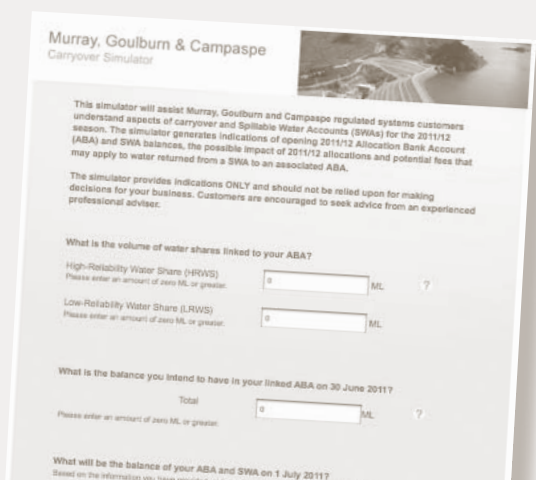 Murray, Goulburn & Campaspe
Carryover Simulator
This simulator will assist Murray, Goulburn and Campaspe regulated systems customers
understand aspects of carryover and Spillable Water Accounts (SWAs) for the 2011/12
season. The simulator generates indications of opening 2011/12 Allocation Bank Account
(ABA) and SWA balances, the possible impact of 2011/12 allocations and potential fees that
may apply to water returned from a SWA to an associated ABA.
The simulator provides indications ONLY and should not be relied upon for making
decisions for your business. Customers are encouraged to seek advice from an experienced
professional adviser.
What is the volume of water shares linked to your ABA?
High-Reliability Water Share (HRWS)
Please enter an amount of zero ML or greater.
0 ML ?
Low-Reliability Water Share (LRWS)
Please enter an amount of zero ML or greater.
0 ML
What is the balance you intend to have in your linked ABA on 30 June 2011?
Total
0 ML ?
Please enter an amount of zero ML or greater.
What will be the balance of your ABA and SWA on 1 July 2011?
Based on the information you have